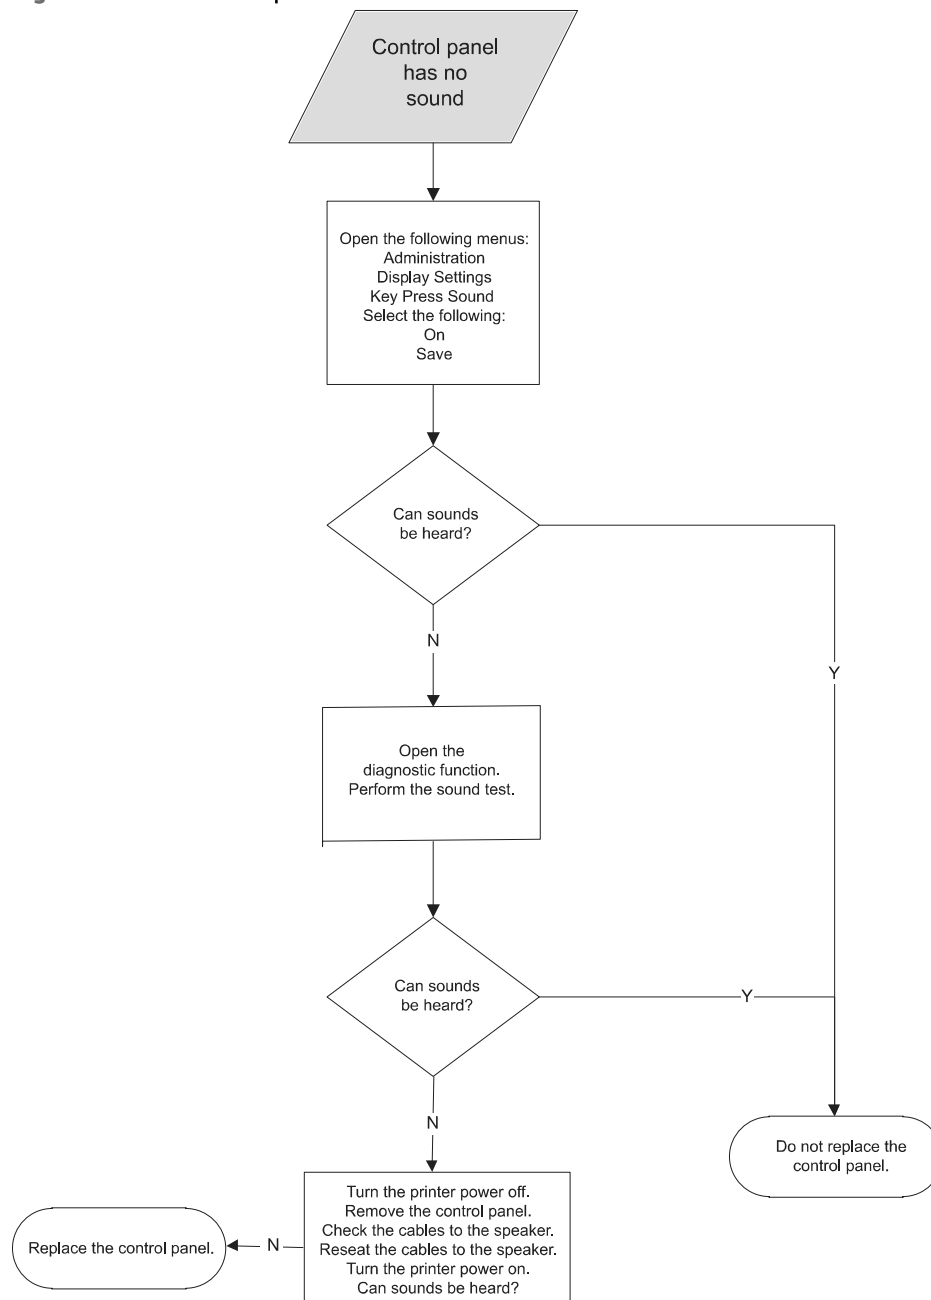 Control panel
has no
sound
Open the following menus:
Administration
Display Settings
Key Press Sound
Select the following:
On
Save
Can sounds
be heard?
N
Y
Open the
diagnostic function.
Perform the sound test.
Can sounds
be heard?
Y
N
Do not replace the
control panel.
Turn the printer power off.
Remove the control panel.
Check the cables to the speaker.
Reseat the cables to the speaker.
Turn the printer power on.
Can sounds be heard?
N
Replace the control panel.